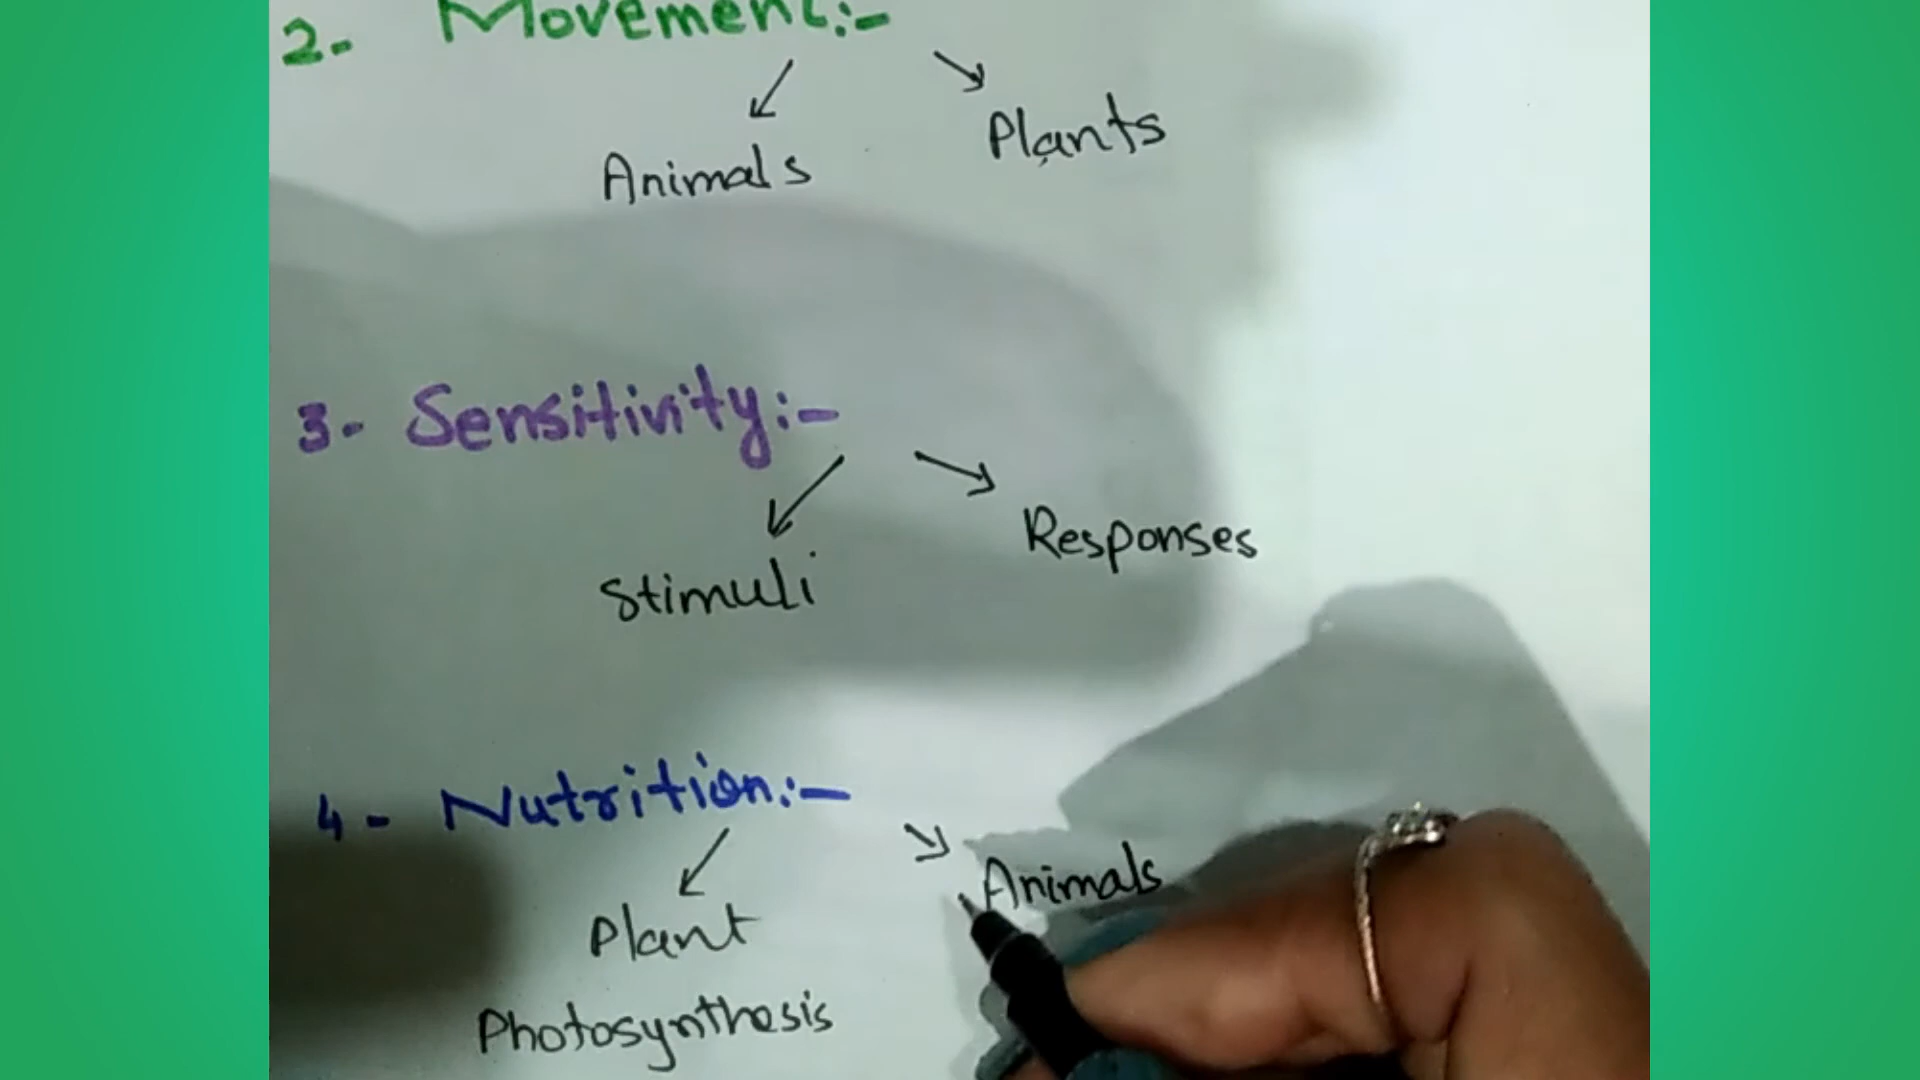 2- Movement:-
Animals Plants
3- Sensitivity:-
Stimuli Responses
4- Nutrition:-
Plant Animals
Photosynthesis